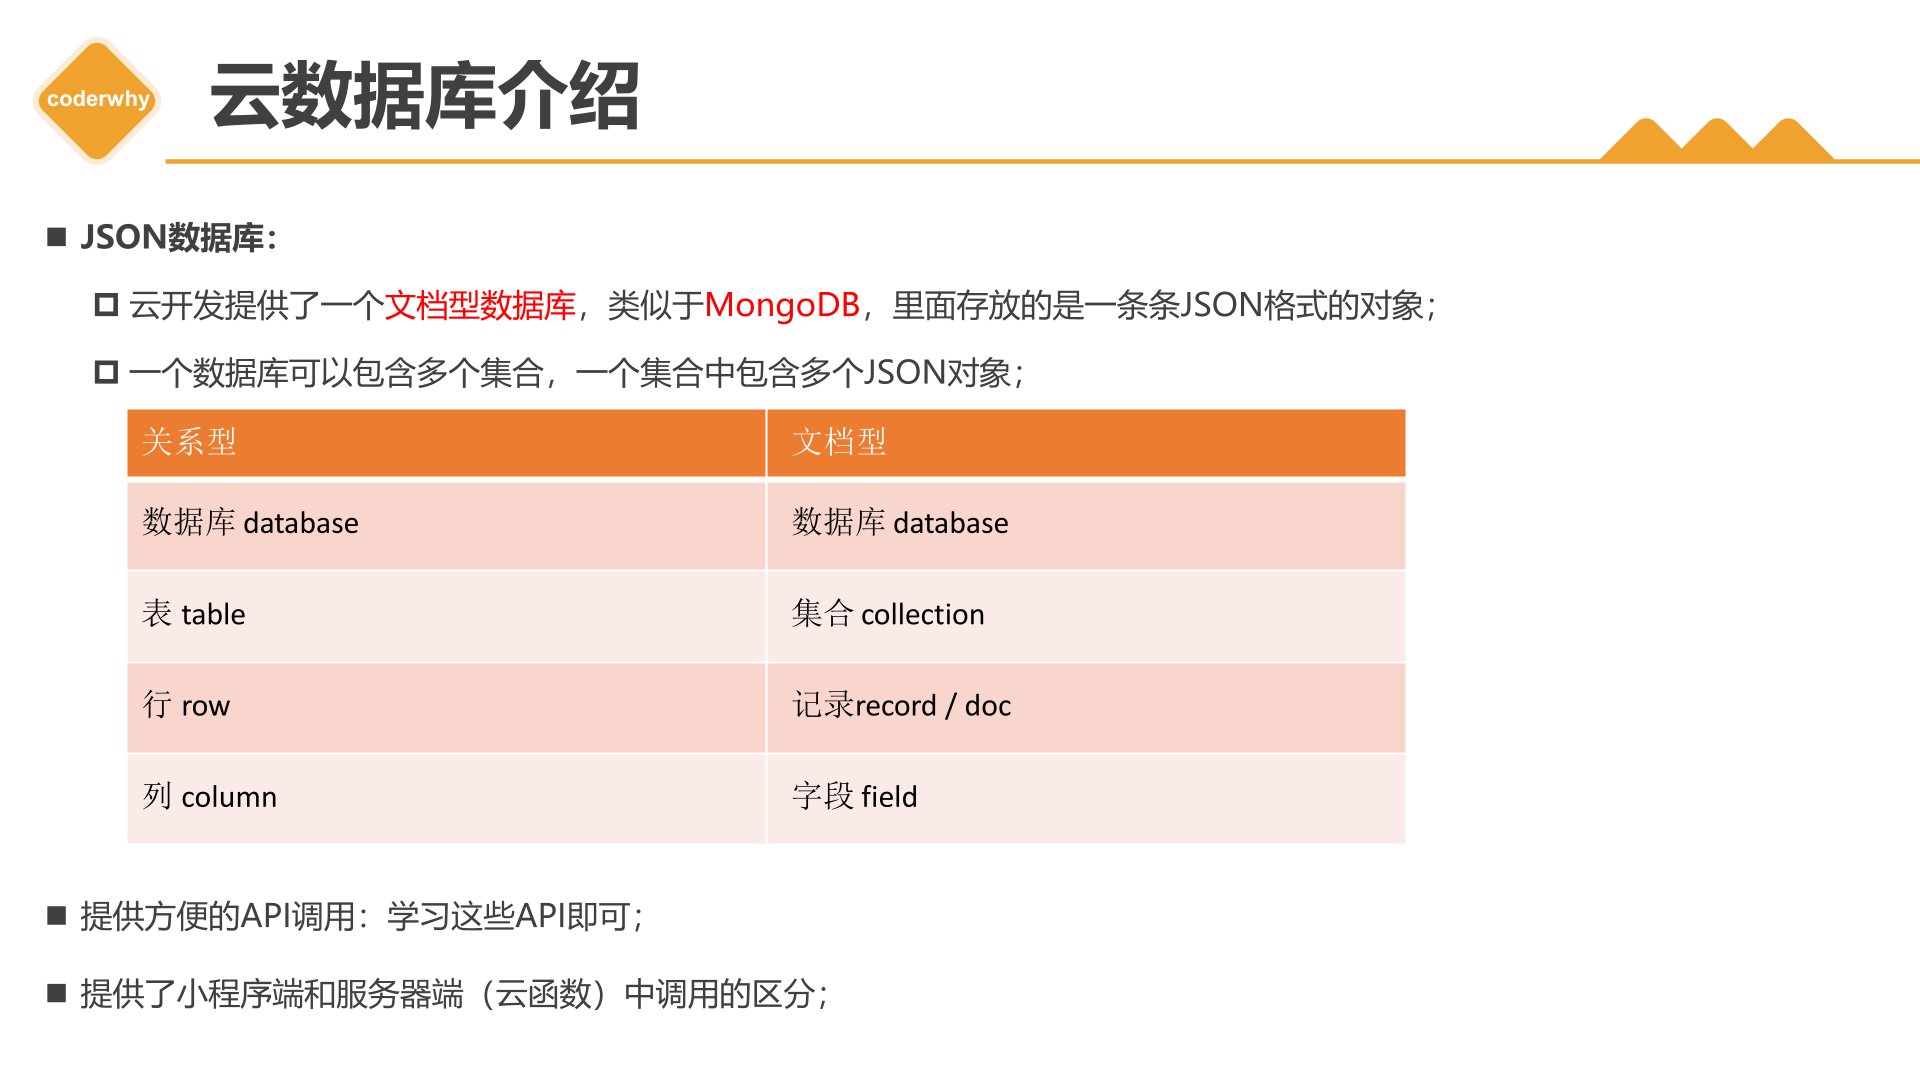 coderwhy
云数据库介绍
JSON数据库：
云开发提供了一个文档型数据库，类似于MongoDB，里面存放的是一条条JSON格式的对象；
一个数据库可以包含多个集合，一个集合中包含多个JSON对象；
关系型 文档型
数据库 database 数据库 database
表 table 集合 collection
行 row 记录record / doc
列 column 字段 field
提供方便的API调用：学习这些API即可；
提供了小程序端和服务器端（云函数）中调用的区分；